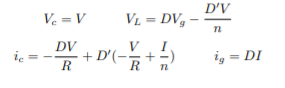 V_c = V   V_L = DV_g − D'V/n
i_c = −DV/R + D'(−V/R + I/n)   i_g = DI